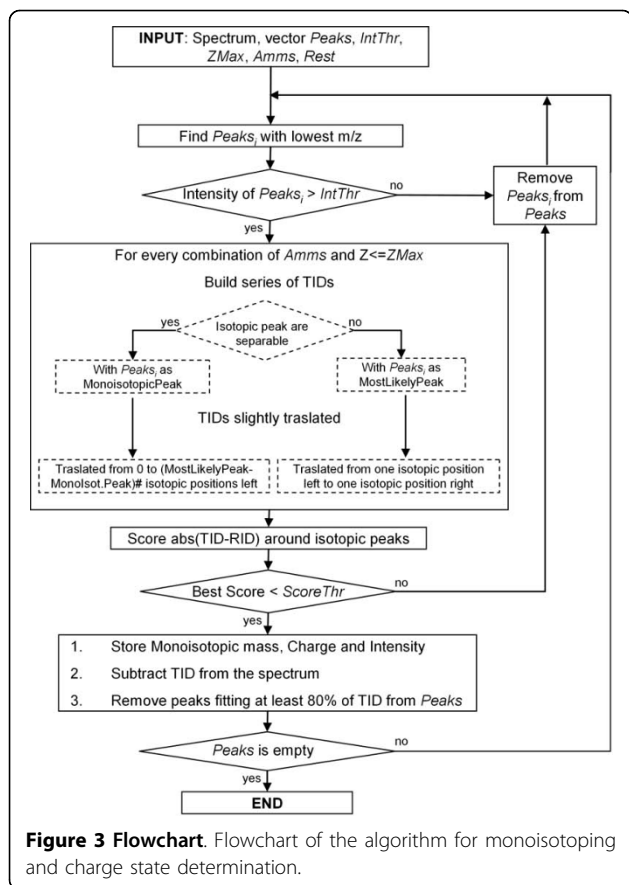 INPUT: Spectrum, vector Peaks, IntThr,
ZMax, Amms, Rest
Find Peaksi with lowest m/z
Intensity of Peaksi > IntThr
no
Remove
Peaksi from
Peaks
yes
For every combination of Amms and Z<=ZMax
Build series of TIDs
yes
Isotopic peak are
separable
no
With Peaksi as
MonoisotopicPeak
With Peaksi as
MostLikelyPeak
TIDs slightly traslated
Traslated from 0 to (MostLikelyPeak-
MonoIsot.Peak)# isotopic positions left
Traslated from one isotopic position
left to one isotopic position right
Score abs(TID-RID) around isotopic peaks
Best Score < ScoreThr
no
yes
1. Store Monoisotopic mass, Charge and Intensity
2. Subtract TID from the spectrum
3. Remove peaks fitting at least 80% of TID from Peaks
Peaks is empty
no
yes
END
Figure 3 Flowchart. Flowchart of the algorithm for monoisotoping
and charge state determination.